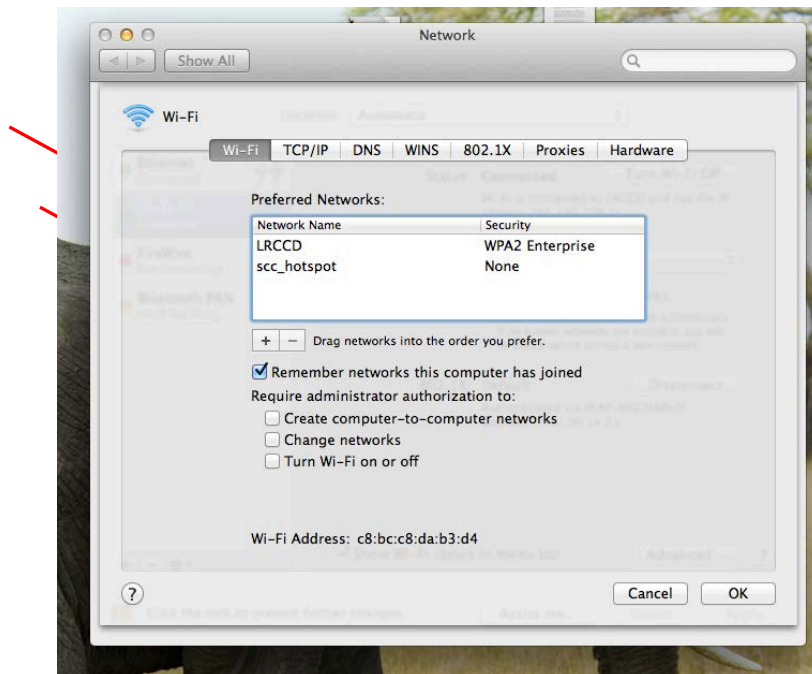 Network
Show All
Wi-Fi
Wi-Fi TCP/IP DNS WINS 802.1X Proxies Hardware
Preferred Networks:
Network Name Security
LRCCD WPA2 Enterprise
scc_hotspot None
+ − Drag networks into the order you prefer.
Remember networks this computer has joined
Require administrator authorization to:
Create computer-to-computer networks
Change networks
Turn Wi-Fi on or off
Wi-Fi Address: c8:bc:c8:da:b3:d4
? Cancel OK